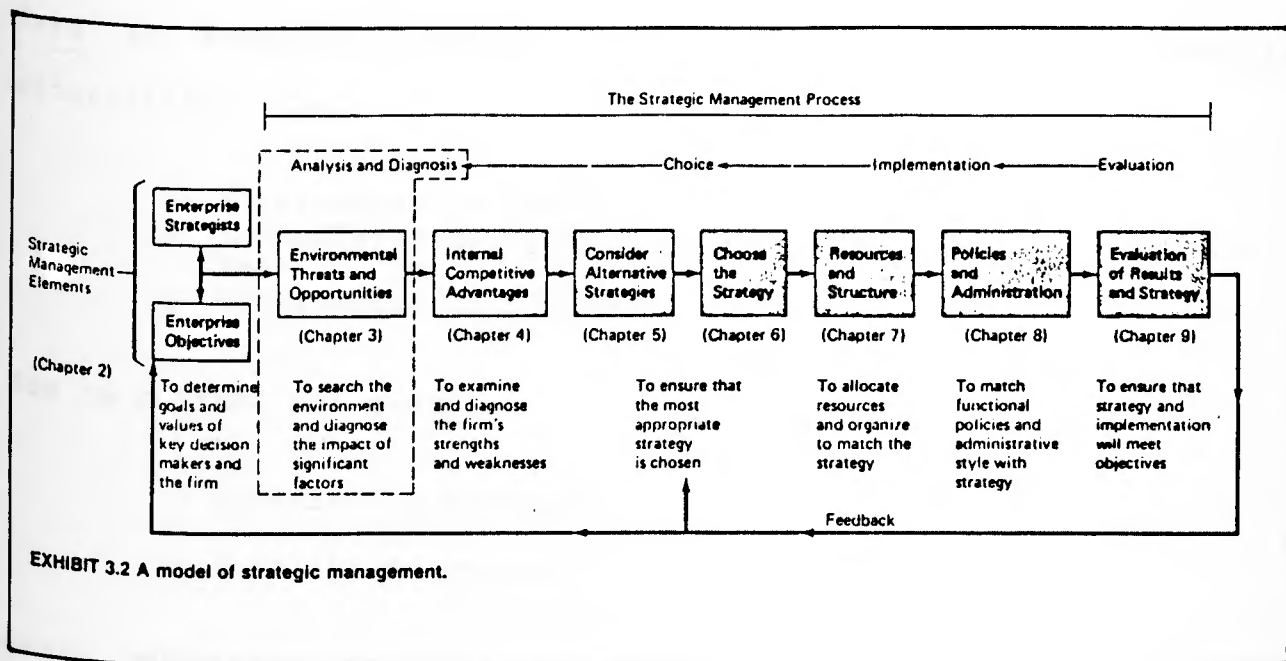 The Strategic Management Process
Analysis and Diagnosis
Choice
Implementation
Evaluation
Strategic
Management
Elements
(Chapter 2)
Enterprise
Strategists
Enterprise
Objectives
To determine
goals and
values of
key decision
makers and
the firm
Environmental
Threats and
Opportunities
(Chapter 3)
To search the
environment
and diagnose
the impact of
significant
factors
Internal
Competitive
Advantages
(Chapter 4)
To examine
and diagnose
the firm's
strengths
and weaknesses
Consider
Alternative
Strategies
(Chapter 5)
Choose
the
Strategy
(Chapter 6)
To ensure that
the most
appropriate
strategy
is chosen
Resources
and
Structure
(Chapter 7)
To allocate
resources
and organize
to match the
strategy
Policies
and
Administration
(Chapter 8)
To match
functional
policies and
administrative
style with
strategy
Evaluation
of Results
and Strategy
(Chapter 9)
To ensure that
strategy and
implementation
will meet
objectives
Feedback
EXHIBIT 3.2 A model of strategic management.